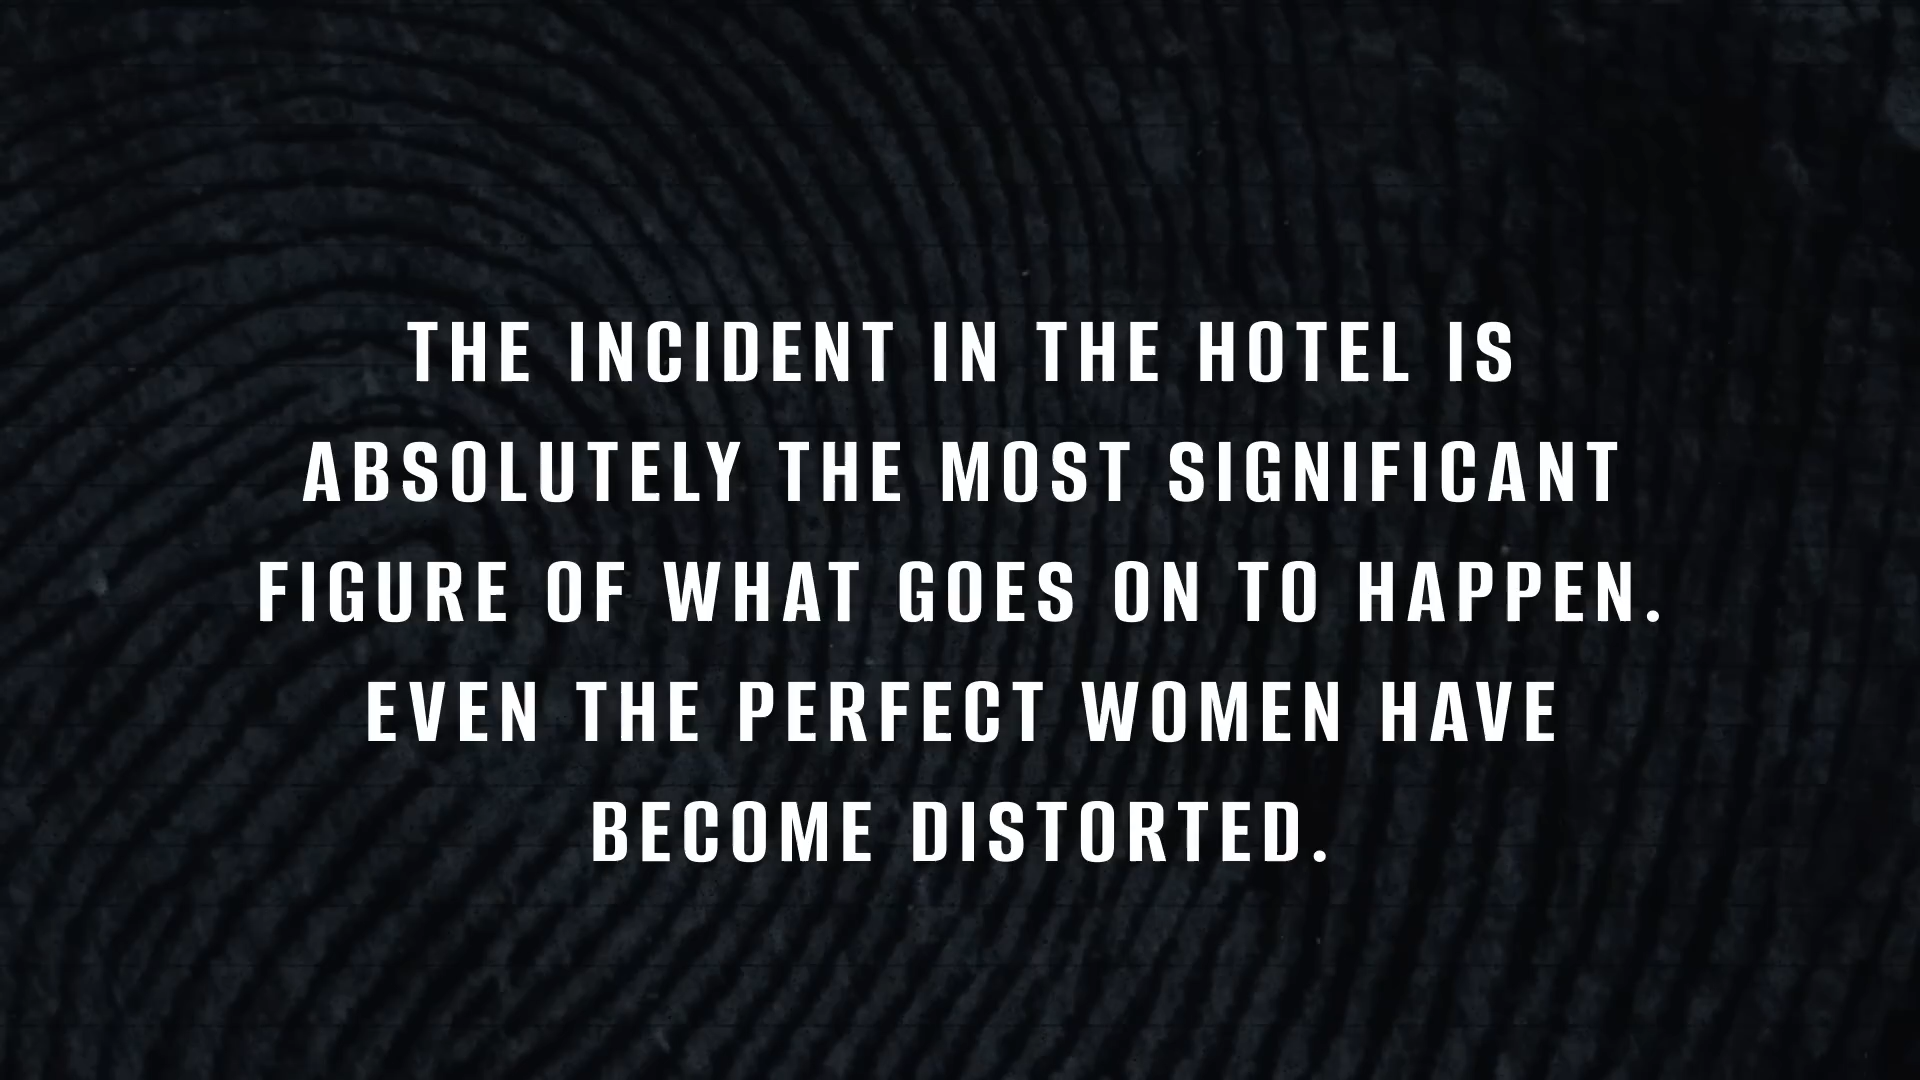 THE INCIDENT IN THE HOTEL IS
ABSOLUTELY THE MOST SIGNIFICANT
FIGURE OF WHAT GOES ON TO HAPPEN.
EVEN THE PERFECT WOMEN HAVE
BECOME DISTORTED.